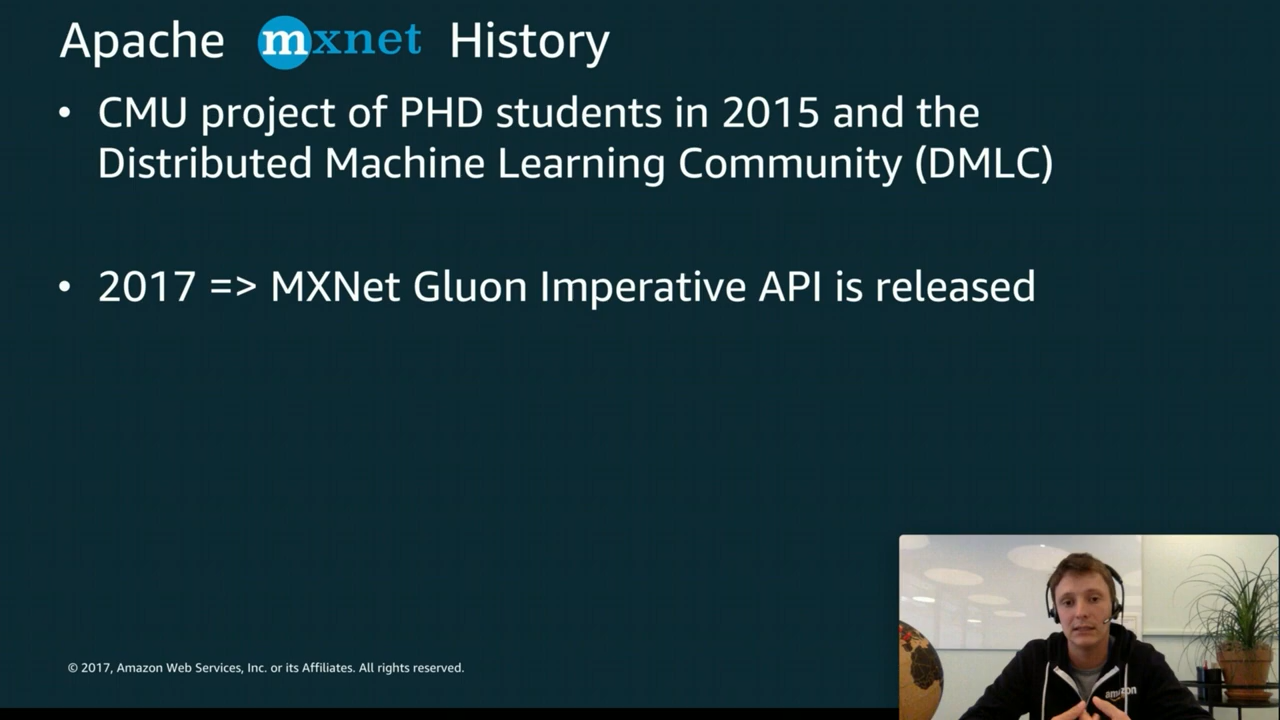 Apache mxnet History
• CMU project of PHD students in 2015 and the
Distributed Machine Learning Community (DMLC)
• 2017 => MXNet Gluon Imperative API is released
© 2017, Amazon Web Services, Inc. or its Affiliates. All rights reserved.
amazon